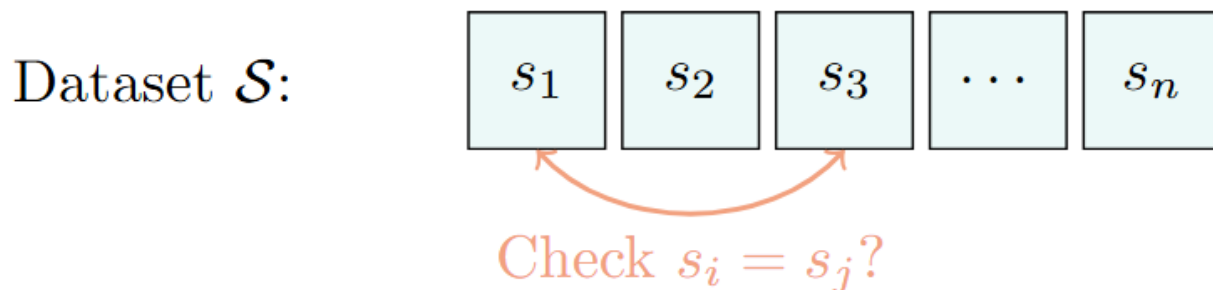 Dataset 𝒮: s₁ s₂ s₃ ⋯ sₙ
Check sᵢ = sⱼ?